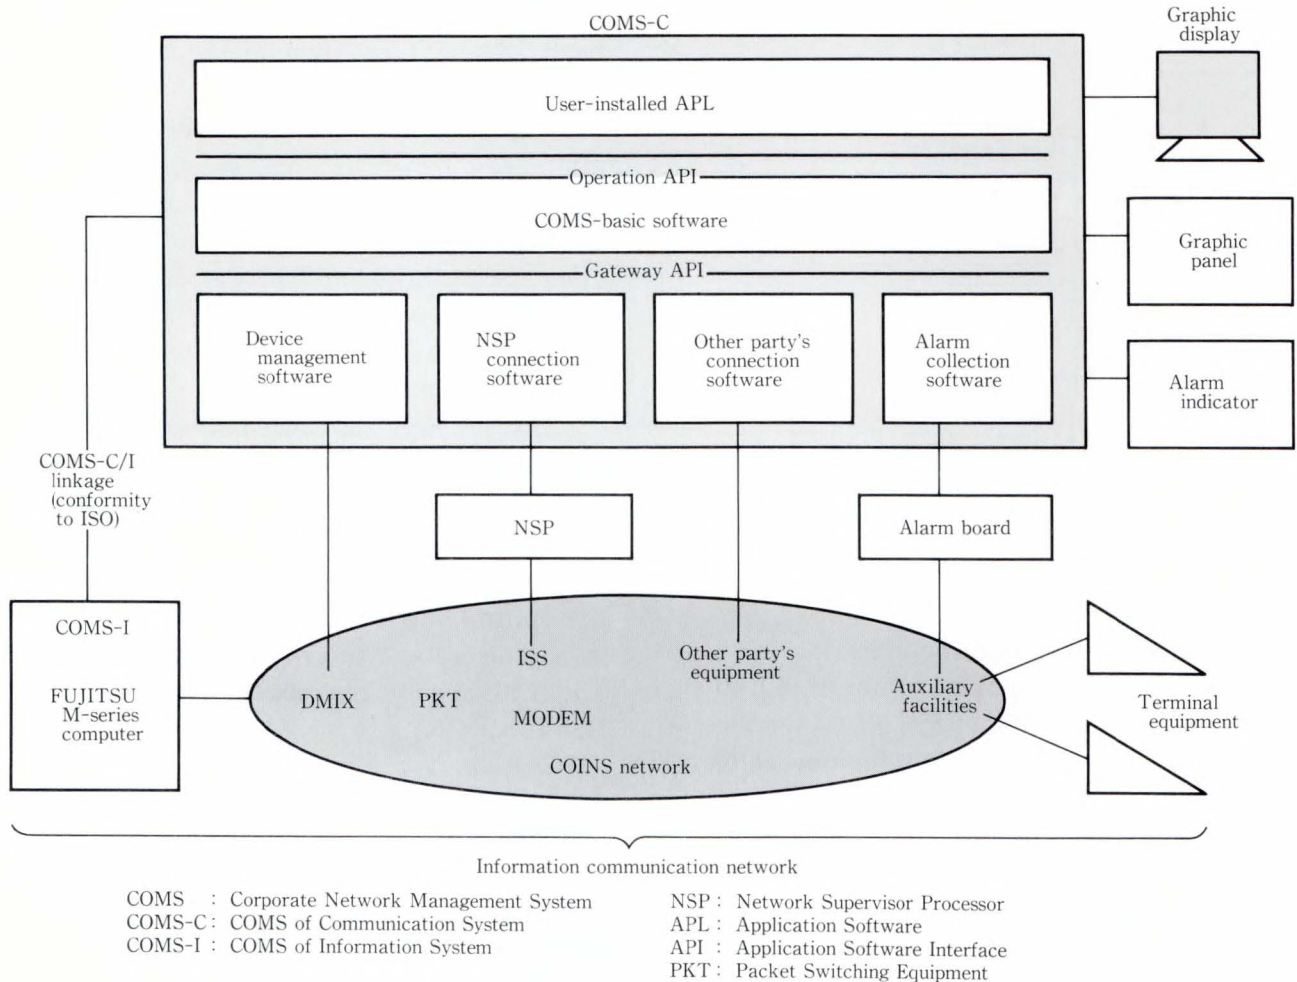 COMS-C
Graphic
display
User-installed APL
Operation API
COMS-basic software
Graphic
panel
Gateway API
Device
management
software
NSP
connection
software
Other party's
connection
software
Alarm
collection
software
Alarm
indicator
COMS-C/I
linkage
(conformity
to ISO)
NSP
Alarm board
COMS-I
FUJITSU
M-series
computer
DMIX
PKT
ISS
MODEM
Other party's
equipment
Auxiliary
facilities
COINS network
Terminal
equipment
Information communication network
COMS : Corporate Network Management System
COMS-C : COMS of Communication System
COMS-I : COMS of Information System
NSP : Network Supervisor Processor
APL : Application Software
API : Application Software Interface
PKT : Packet Switching Equipment